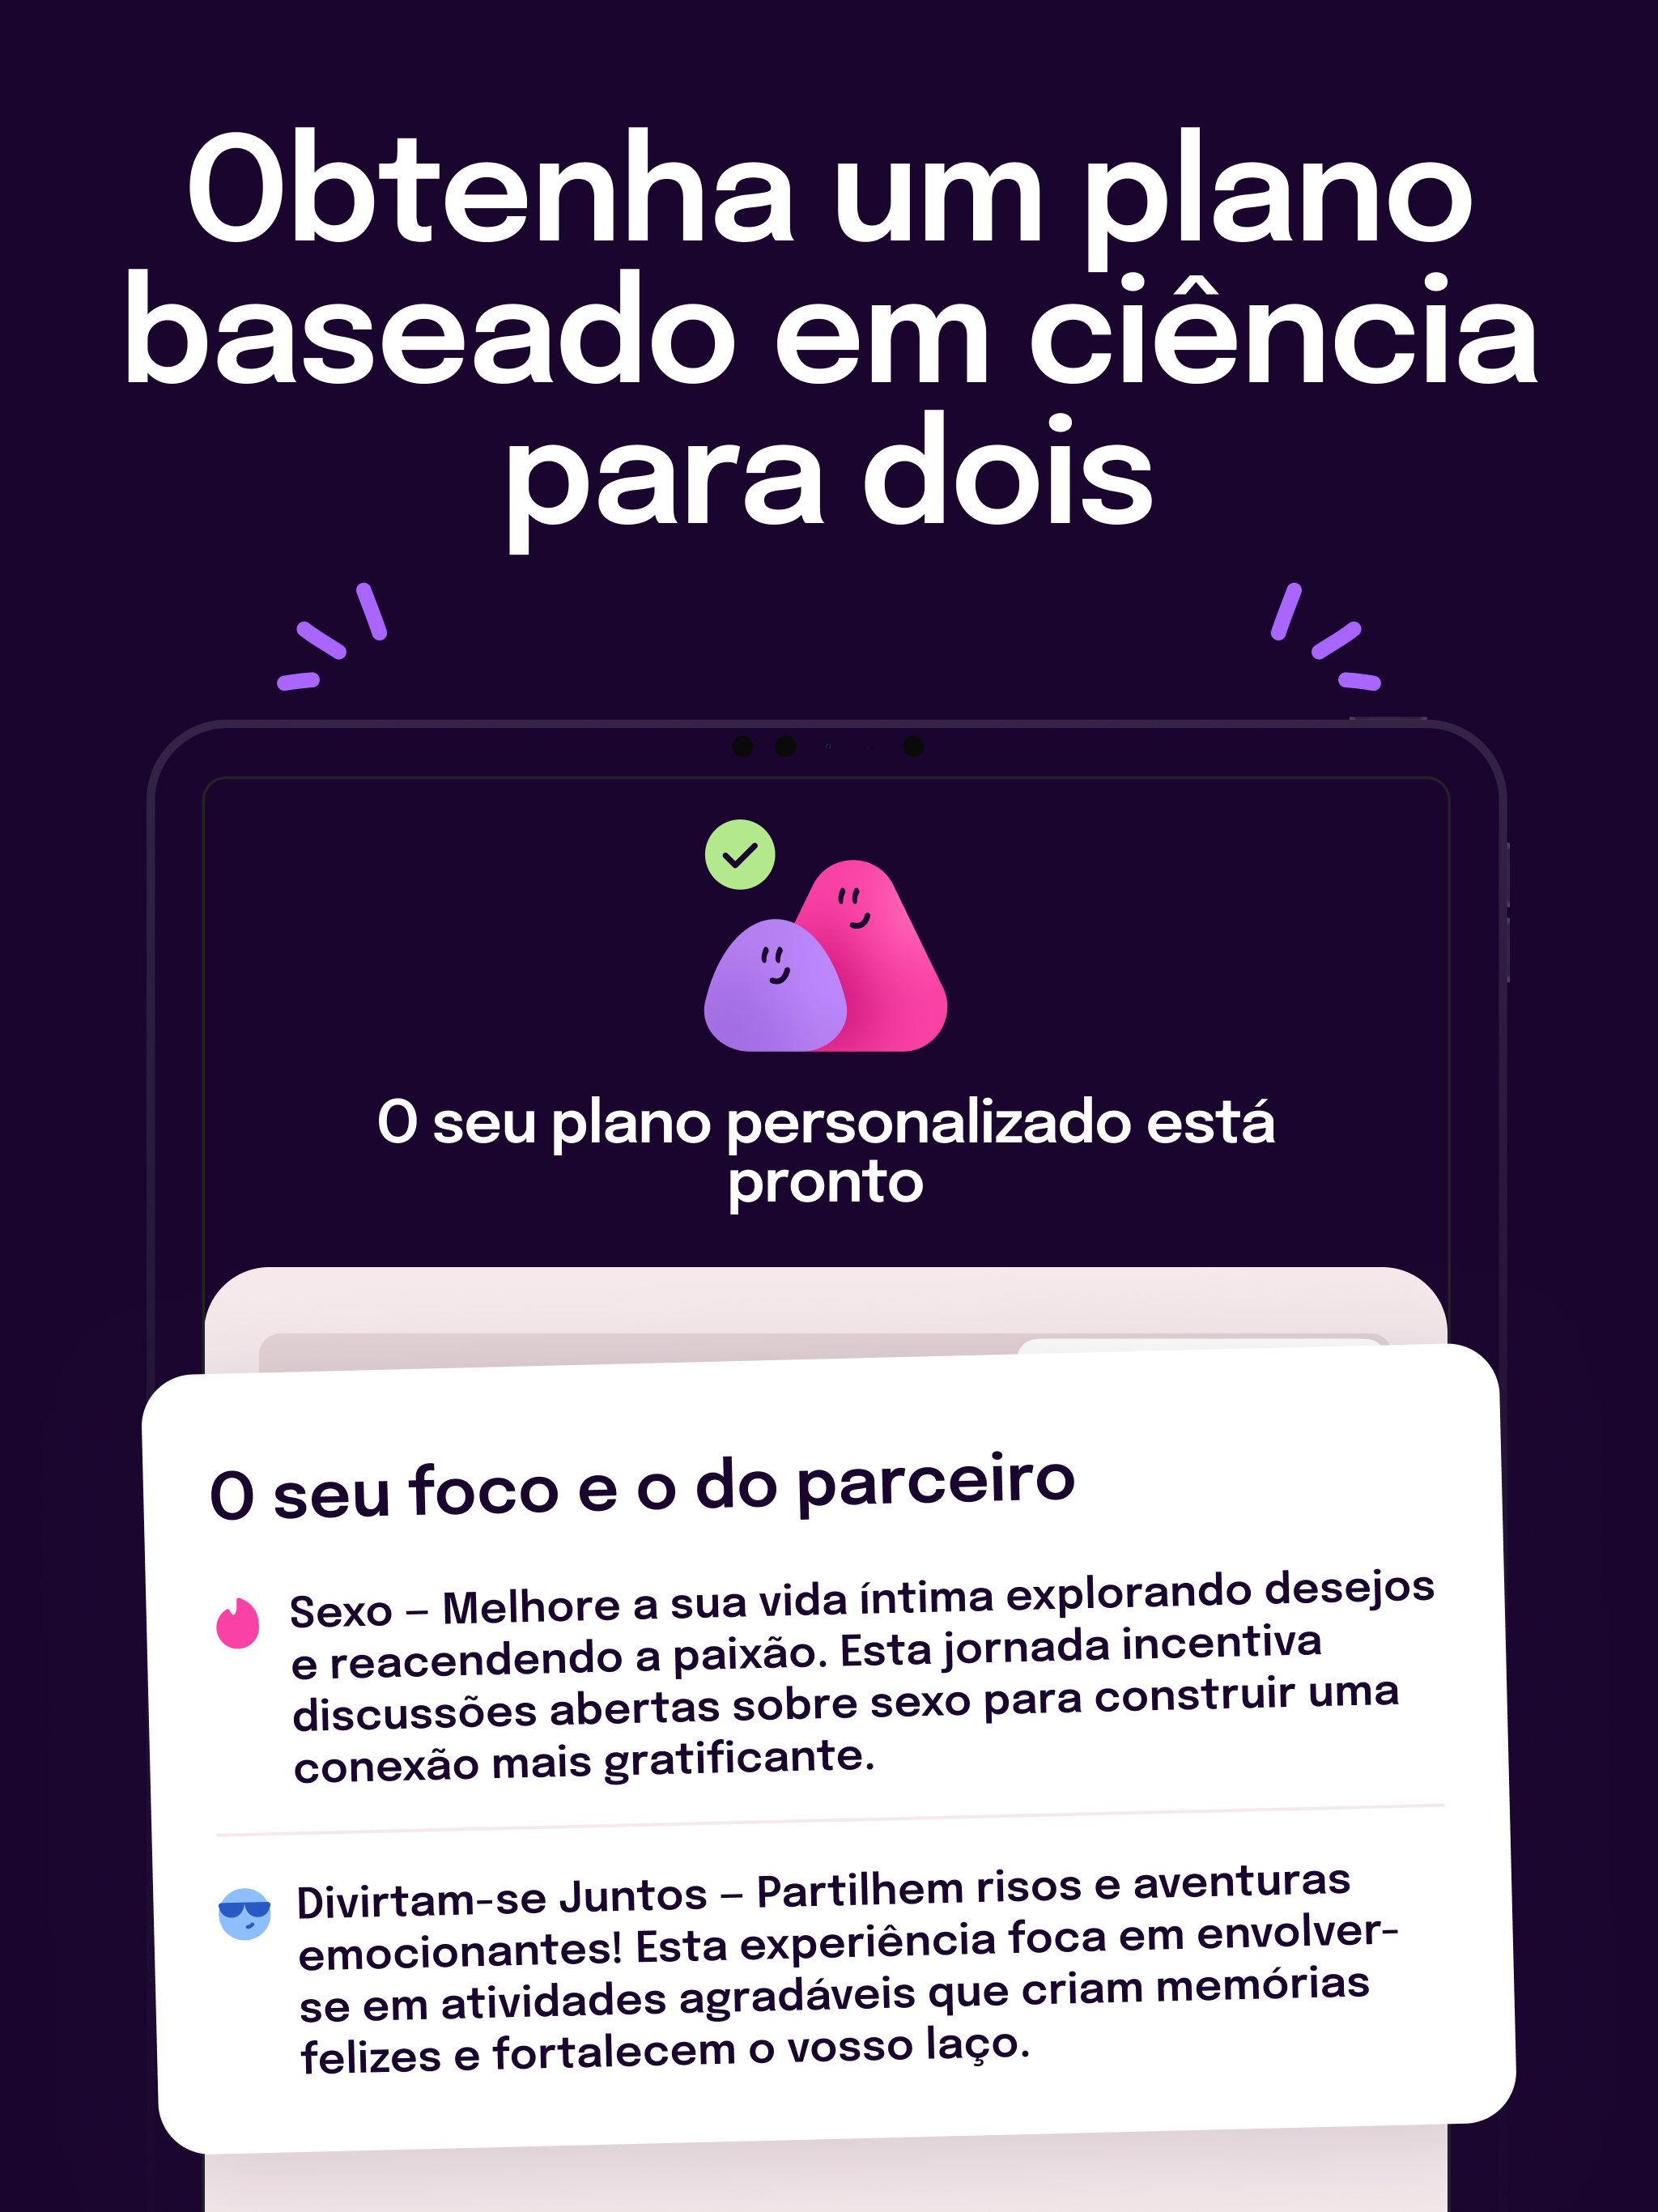 Obtenha um plano
baseado em ciência
para dois
O seu plano personalizado está
pronto
O seu foco e o do parceiro
Sexo – Melhore a sua vida íntima explorando desejos
e reacendendo a paixão. Esta jornada incentiva
discussões abertas sobre sexo para construir uma
conexão mais gratificante.
Divirtam-se Juntos – Partilhem risos e aventuras
emocionantes! Esta experiência foca em envolver-
se em atividades agradáveis que criam memórias
felizes e fortalecem o vosso laço.